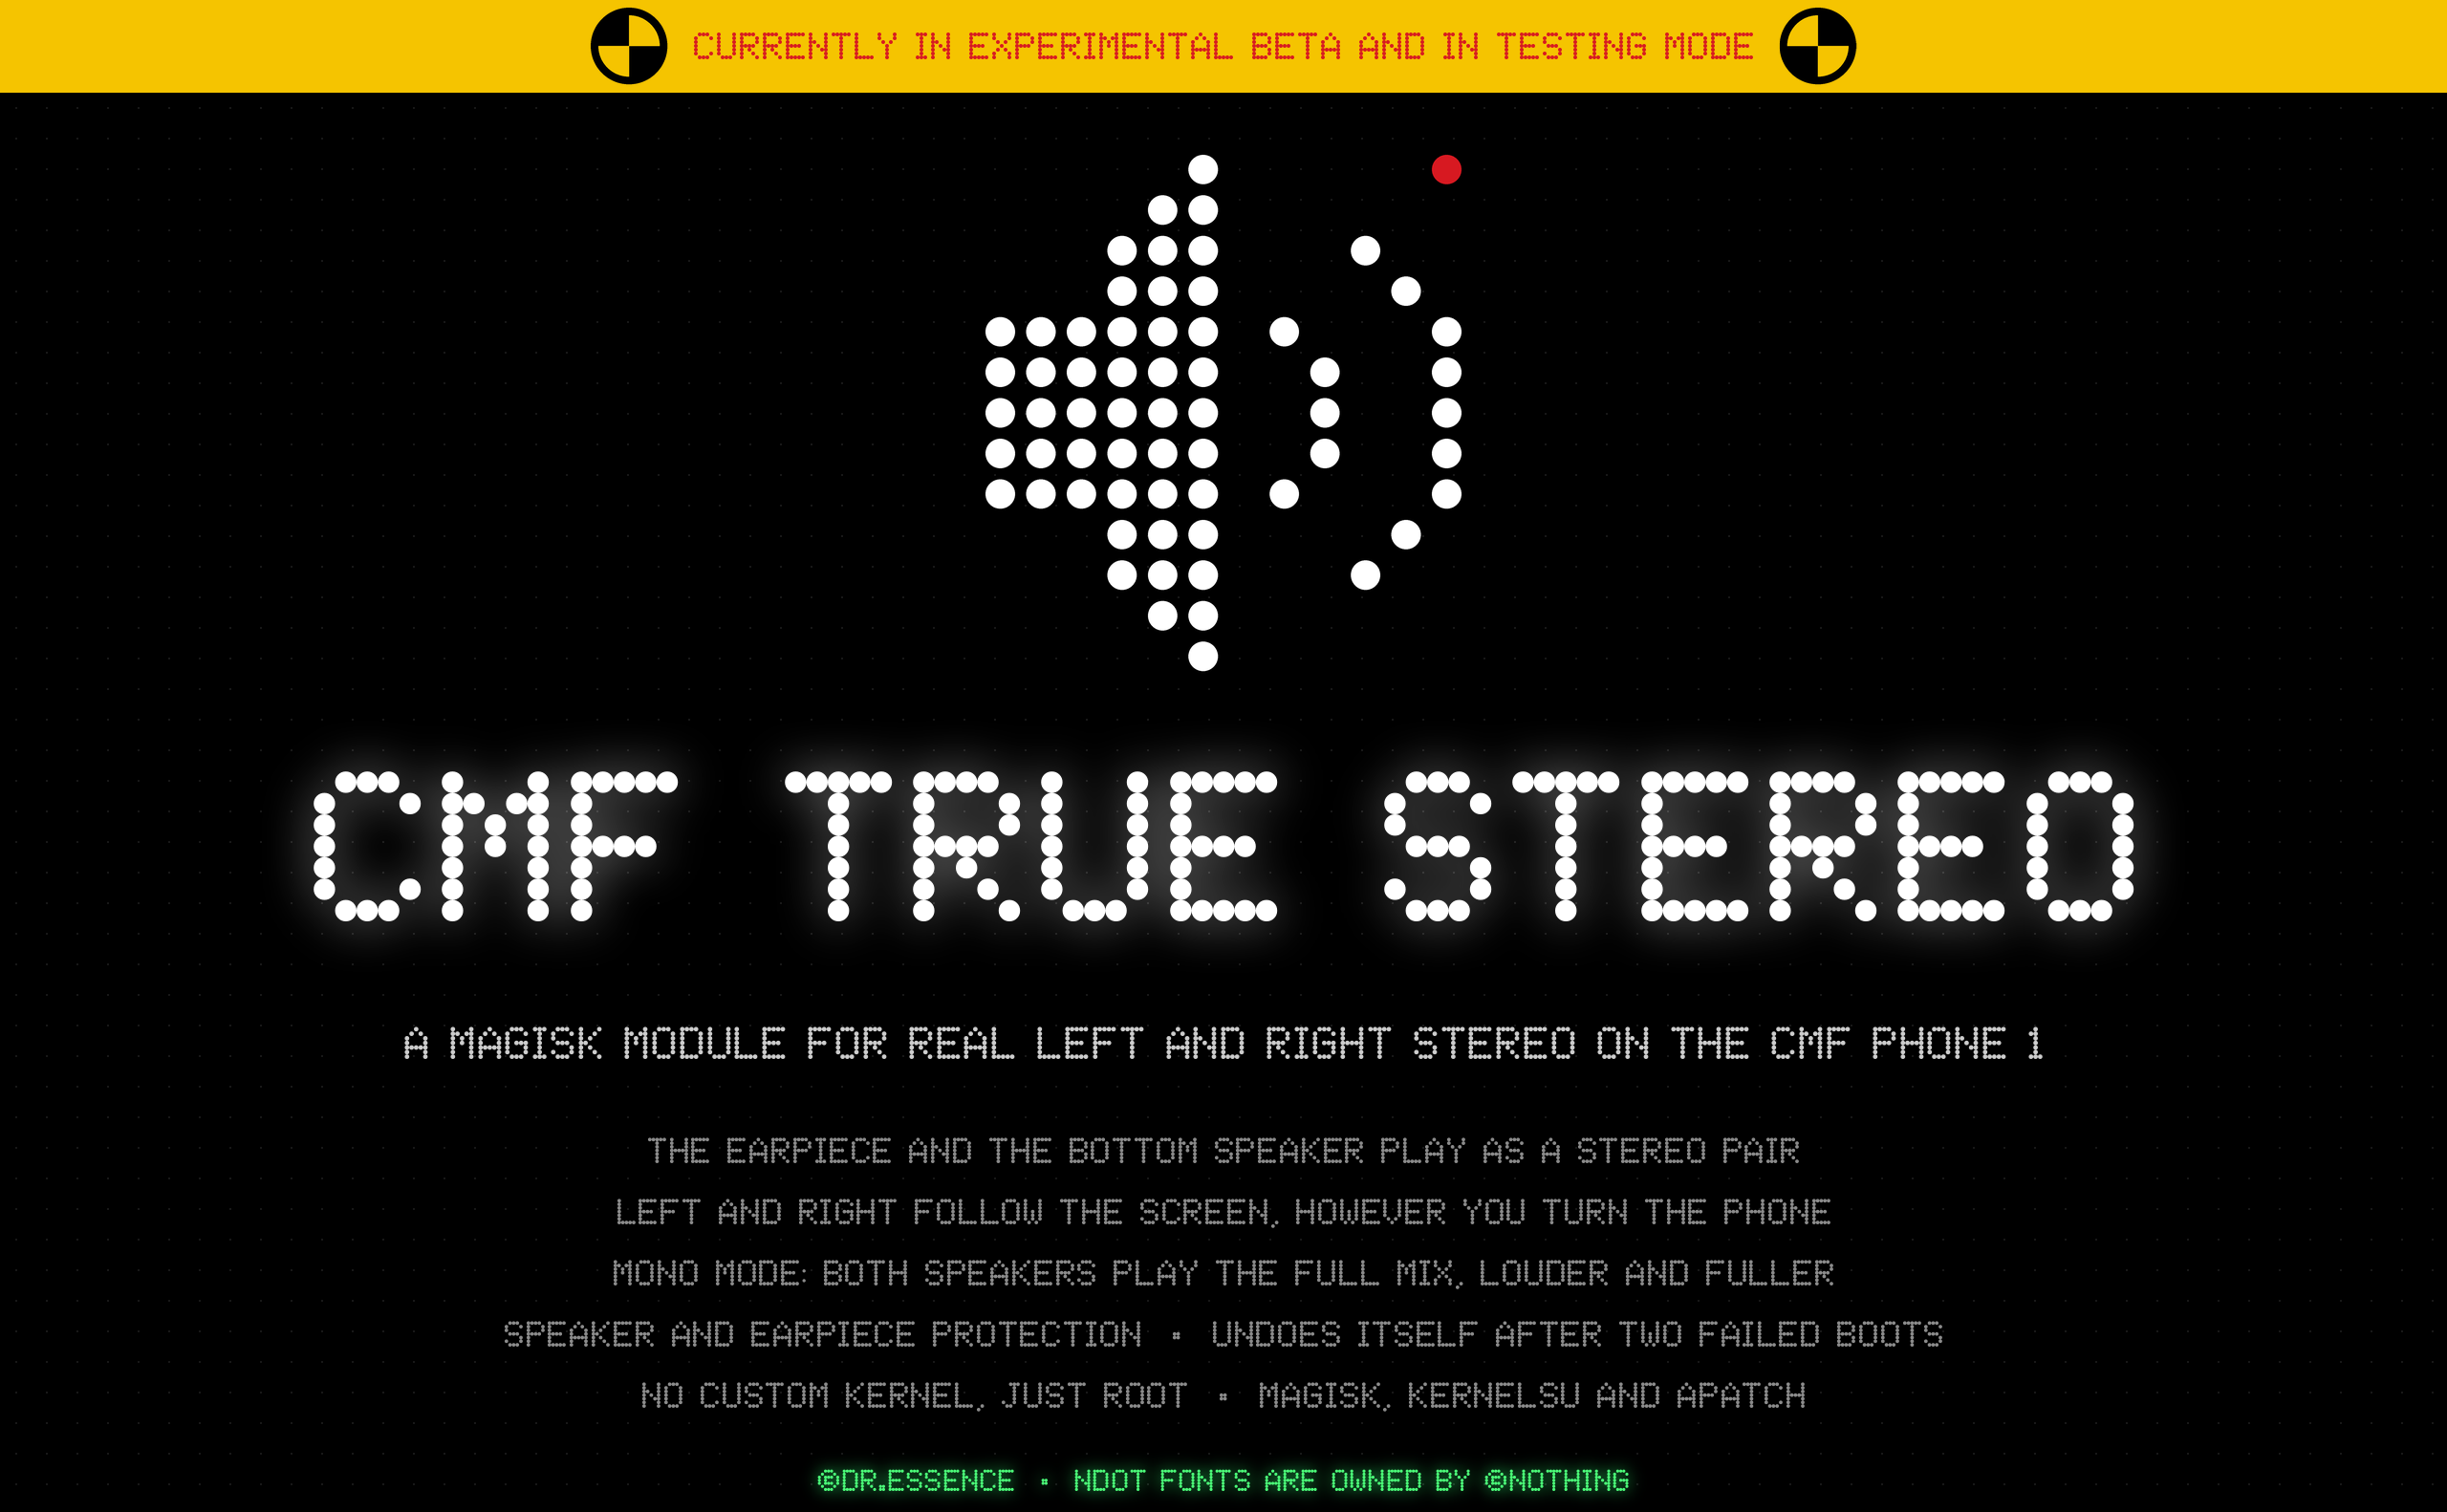 CURRENTLY IN EXPERIMENTAL BETA AND IN TESTING MODE
CMF TRUE STEREO
A MAGISK MODULE FOR REAL LEFT AND RIGHT STEREO ON THE CMF PHONE 1
THE EARPIECE AND THE BOTTOM SPEAKER PLAY AS A STEREO PAIR
LEFT AND RIGHT FOLLOW THE SCREEN, HOWEVER YOU TURN THE PHONE
MONO MODE: BOTH SPEAKERS PLAY THE FULL MIX, LOUDER AND FULLER
SPEAKER AND EARPIECE PROTECTION · UNDOES ITSELF AFTER TWO FAILED BOOTS
NO CUSTOM KERNEL, JUST ROOT · MAGISK, KERNELSU AND APATCH
©DR.ESSENCE · NDOT FONTS ARE OWNED BY ©NOTHING